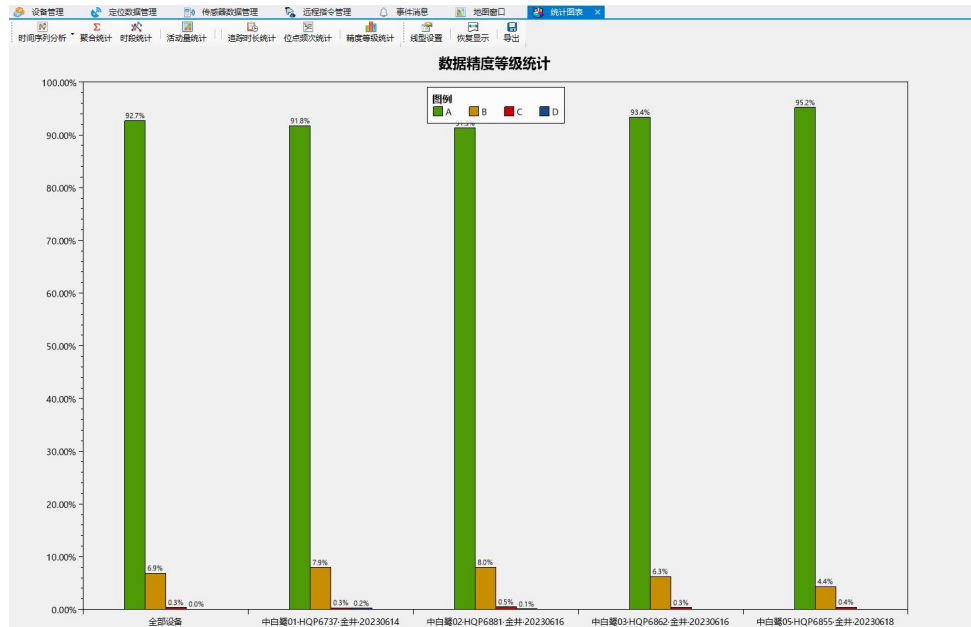 设备管理 定位数据管理 传感器数据管理 远程指令管理 事件消息 地图窗口 统计图表 ×
时间序列分析 聚合统计 时段统计 活动量统计 追踪时长统计 位点频次统计 精度等级统计 线型设置 恢复显示 导出
数据精度等级统计
100.00%
图例
A B C D
92.7% 91.8% 93.4% 95.2%
90.00%
80.00%
70.00%
60.00%
50.00%
40.00%
30.00%
20.00%
10.00%
6.9% 7.9% 8.0% 6.3% 4.4%
0.3% 0.0% 0.3% 0.2% 0.5% 0.1% 0.3% 0.4%
0.00%
全部设备 中白鹭01-HQP6737-金井-20230614 中白鹭02-HQP6881-金井-20230616 中白鹭03-HQP6862-金井-20230616 中白鹭05-HQP6855-金井-20230618